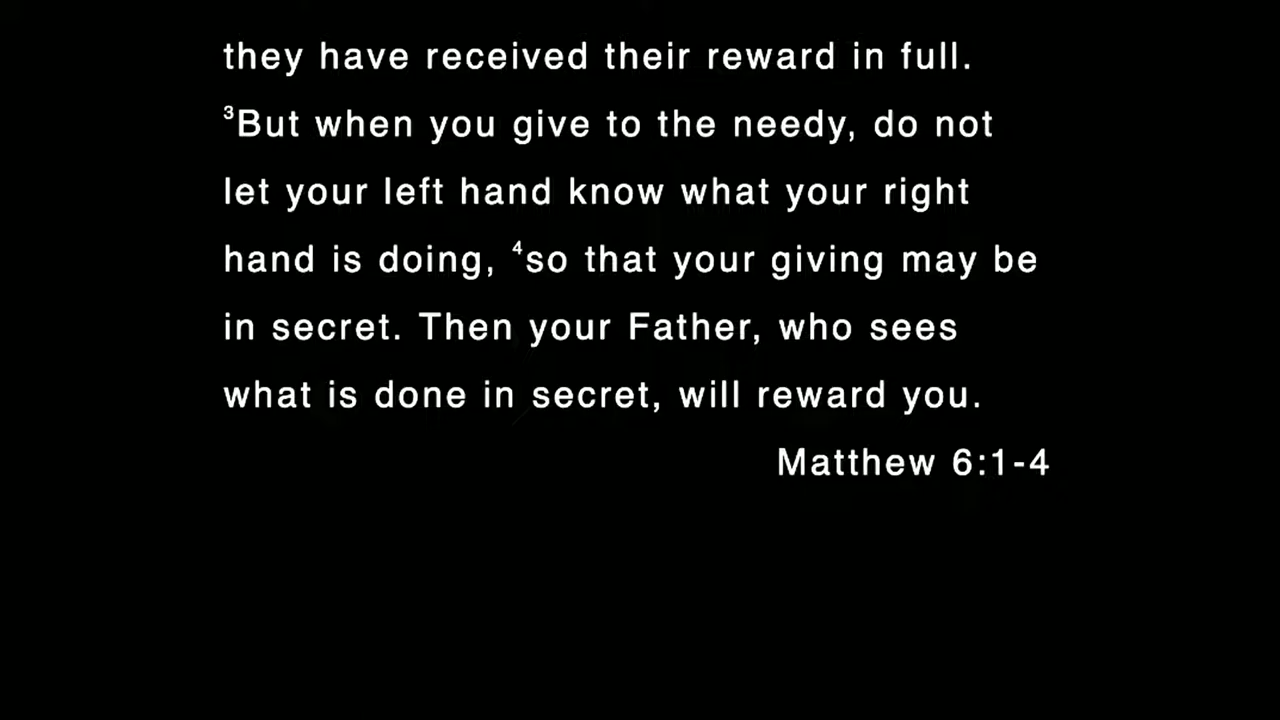 they have received their reward in full.
³But when you give to the needy, do not
let your left hand know what your right
hand is doing, ⁴so that your giving may be
in secret. Then your Father, who sees
what is done in secret, will reward you.
Matthew 6:1-4